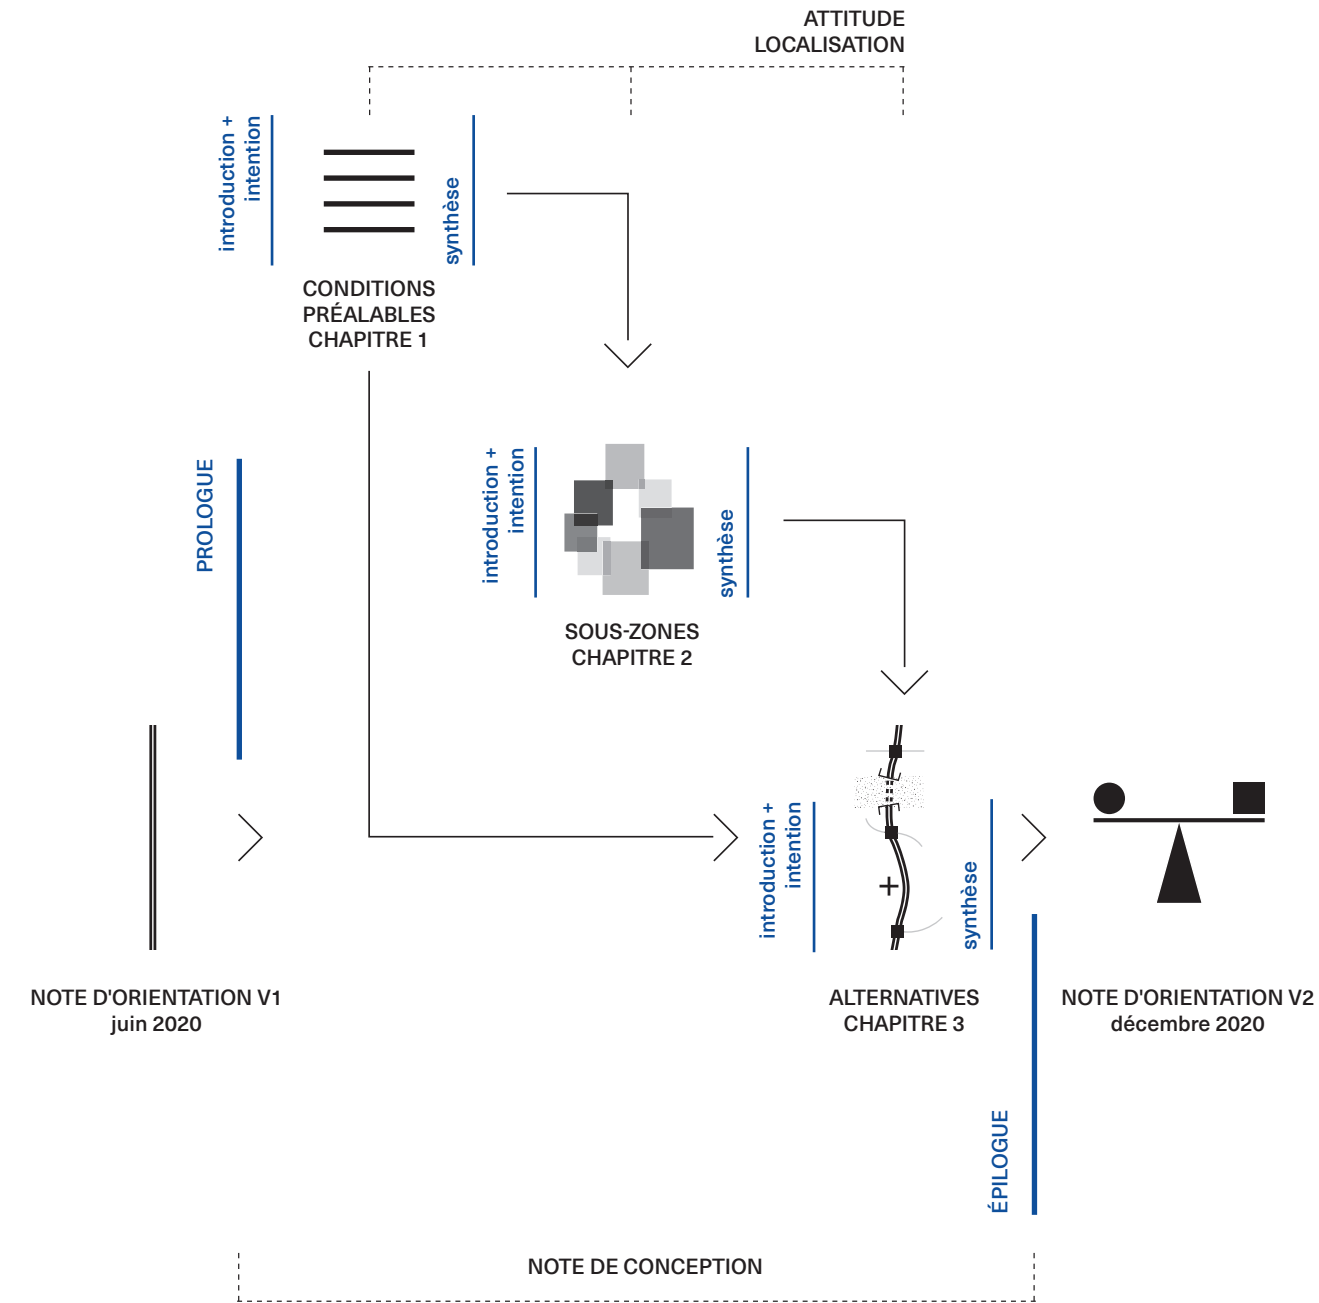 ATTITUDE
LOCALISATION
introduction +
intention
synthèse
CONDITIONS
PRÉALABLES
CHAPITRE 1
PROLOGUE
introduction +
intention
synthèse
SOUS-ZONES
CHAPITRE 2
introduction +
intention
synthèse
NOTE D'ORIENTATION V1
juin 2020
ALTERNATIVES
CHAPITRE 3
NOTE D'ORIENTATION V2
décembre 2020
ÉPILOGUE
NOTE DE CONCEPTION